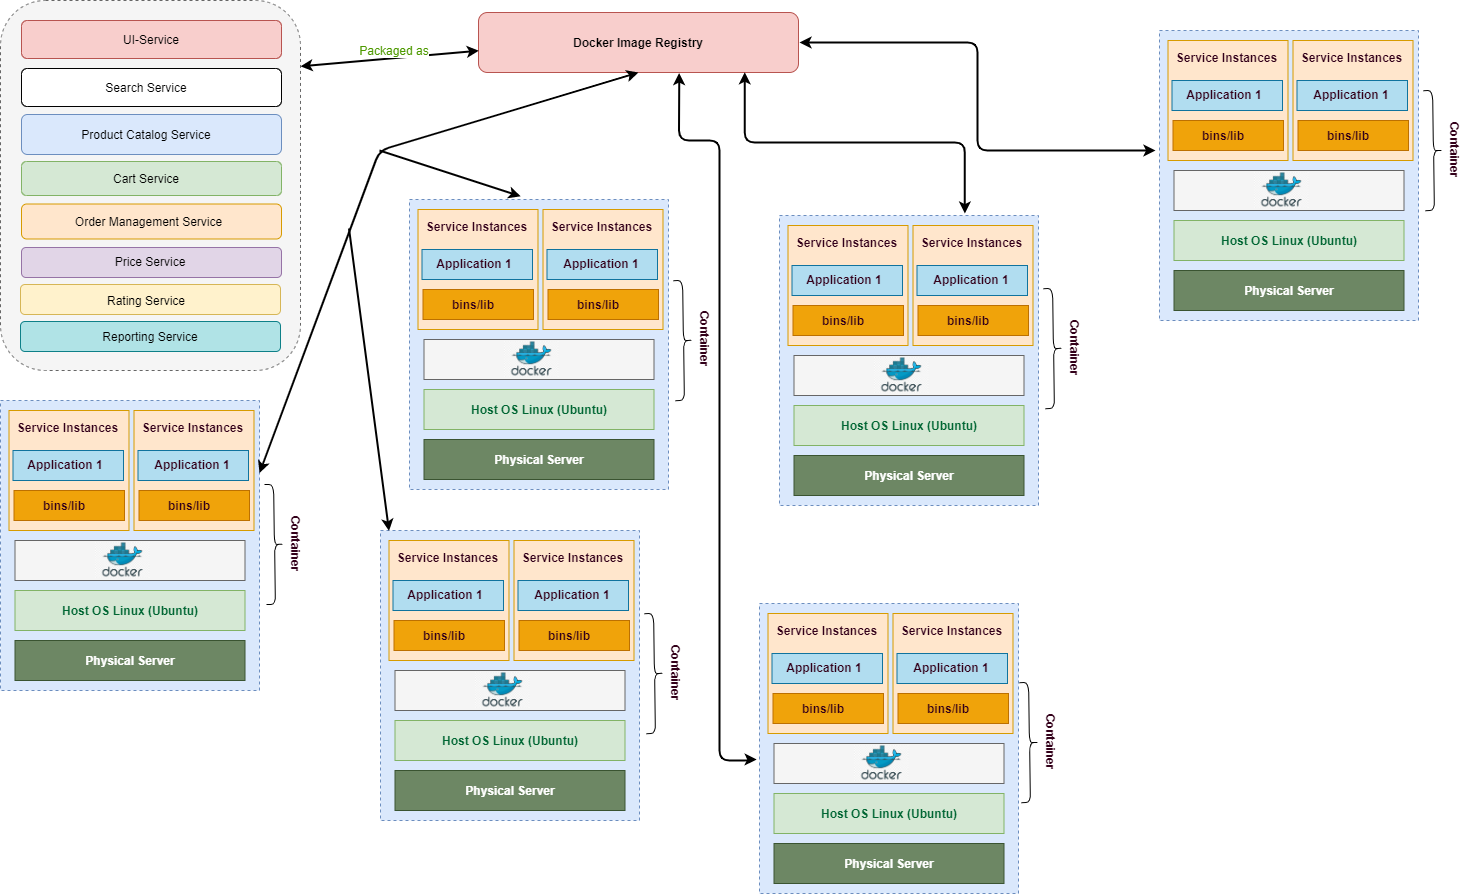 UI-Service
Search Service
Product Catalog Service
Cart Service
Order Management Service
Price Service
Rating Service
Reporting Service
Packaged as
Docker Image Registry
Service Instances Service Instances
Application 1 Application 1
bins/lib bins/lib
docker
Host OS Linux (Ubuntu)
Physical Server
Container
Service Instances Service Instances
Application 1 Application 1
bins/lib bins/lib
docker
Host OS Linux (Ubuntu)
Physical Server
Container
Service Instances Service Instances
Application 1 Application 1
bins/lib bins/lib
docker
Host OS Linux (Ubuntu)
Physical Server
Container
Service Instances Service Instances
Application 1 Application 1
bins/lib bins/lib
docker
Host OS Linux (Ubuntu)
Physical Server
Container
Service Instances Service Instances
Application 1 Application 1
bins/lib bins/lib
docker
Host OS Linux (Ubuntu)
Physical Server
Container
Service Instances Service Instances
Application 1 Application 1
bins/lib bins/lib
docker
Host OS Linux (Ubuntu)
Physical Server
Container